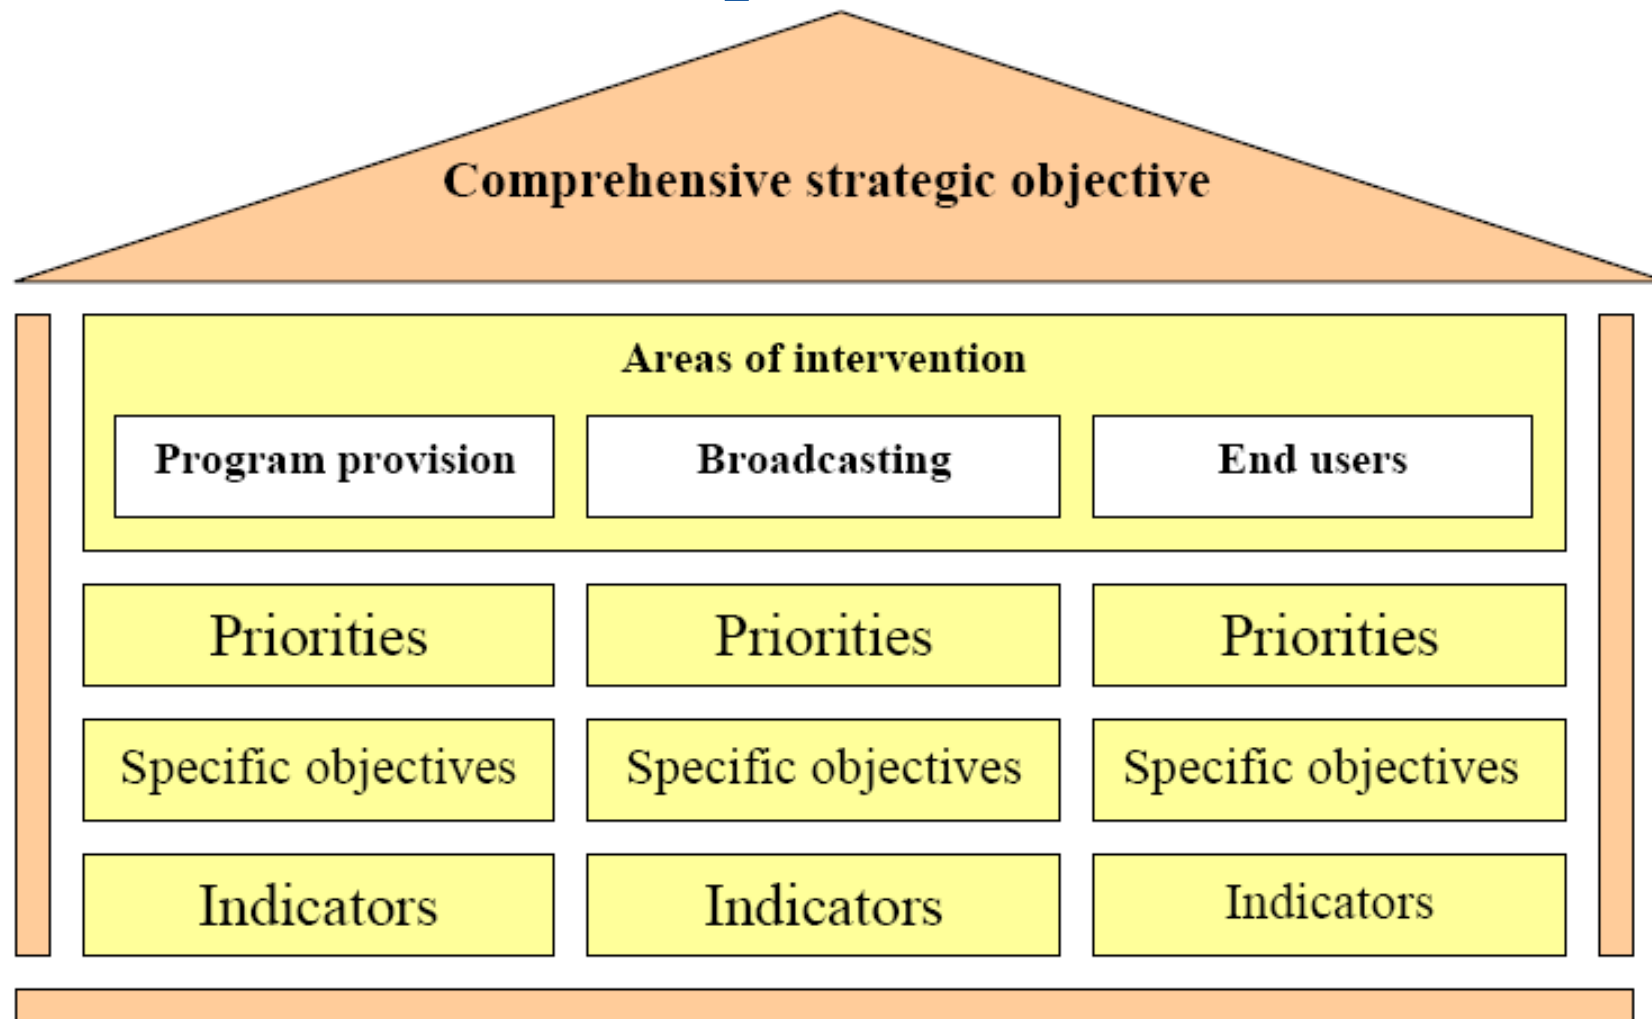 Comprehensive strategic objective
Areas of intervention
Program provision
Broadcasting
End users
Priorities
Priorities
Priorities
Specific objectives
Specific objectives
Specific objectives
Indicators
Indicators
Indicators